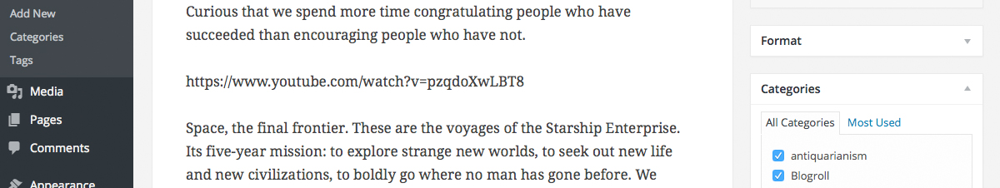 Add New
Categories
Tags
Media
Pages
Comments
Appearance
Curious that we spend more time congratulating people who have
succeeded than encouraging people who have not.
https://www.youtube.com/watch?v=pzqdoXwLBT8
Space, the final frontier. These are the voyages of the Starship Enterprise.
Its five-year mission: to explore strange new worlds, to seek out new life
and new civilizations, to boldly go where no man has gone before. We
Format
Categories
All Categories
Most Used
antiquarianism
Blogroll